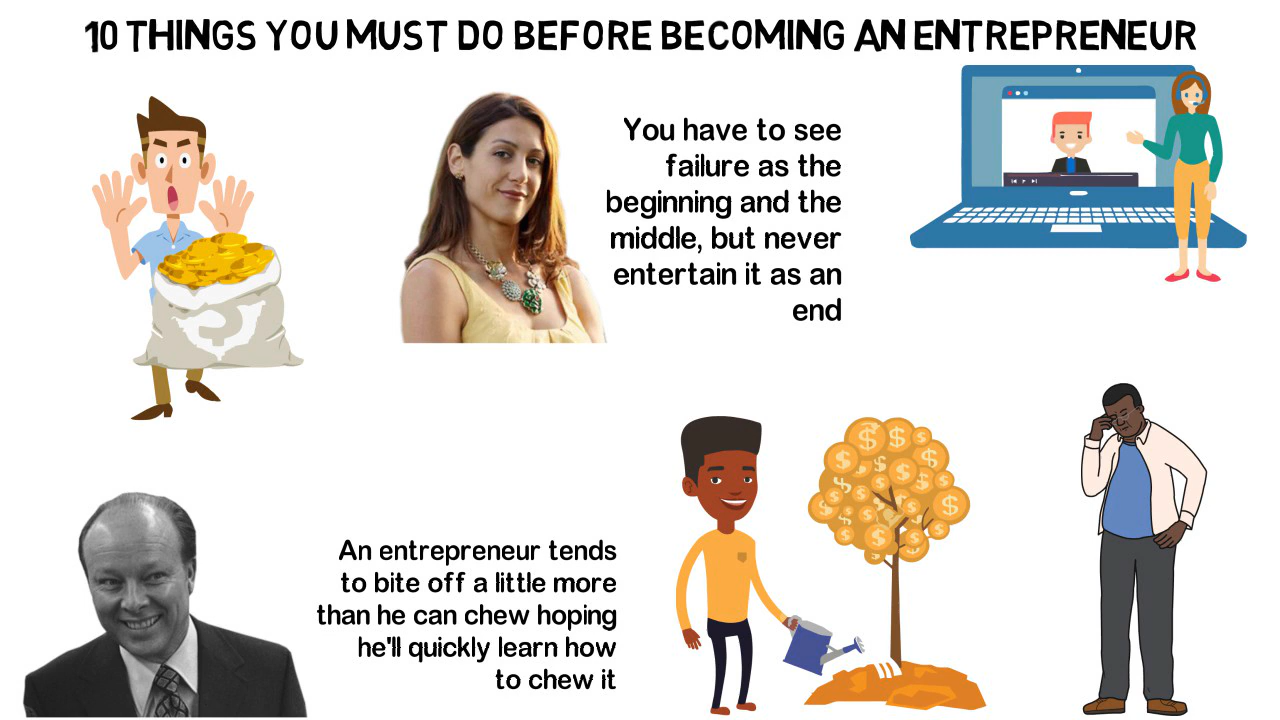 10 THINGS YOU MUST DO BEFORE BECOMING AN ENTREPRENEUR
You have to see
failure as the
beginning and the
middle, but never
entertain it as an
end
An entrepreneur tends
to bite off a little more
than he can chew hoping
he'll quickly learn how
to chew it